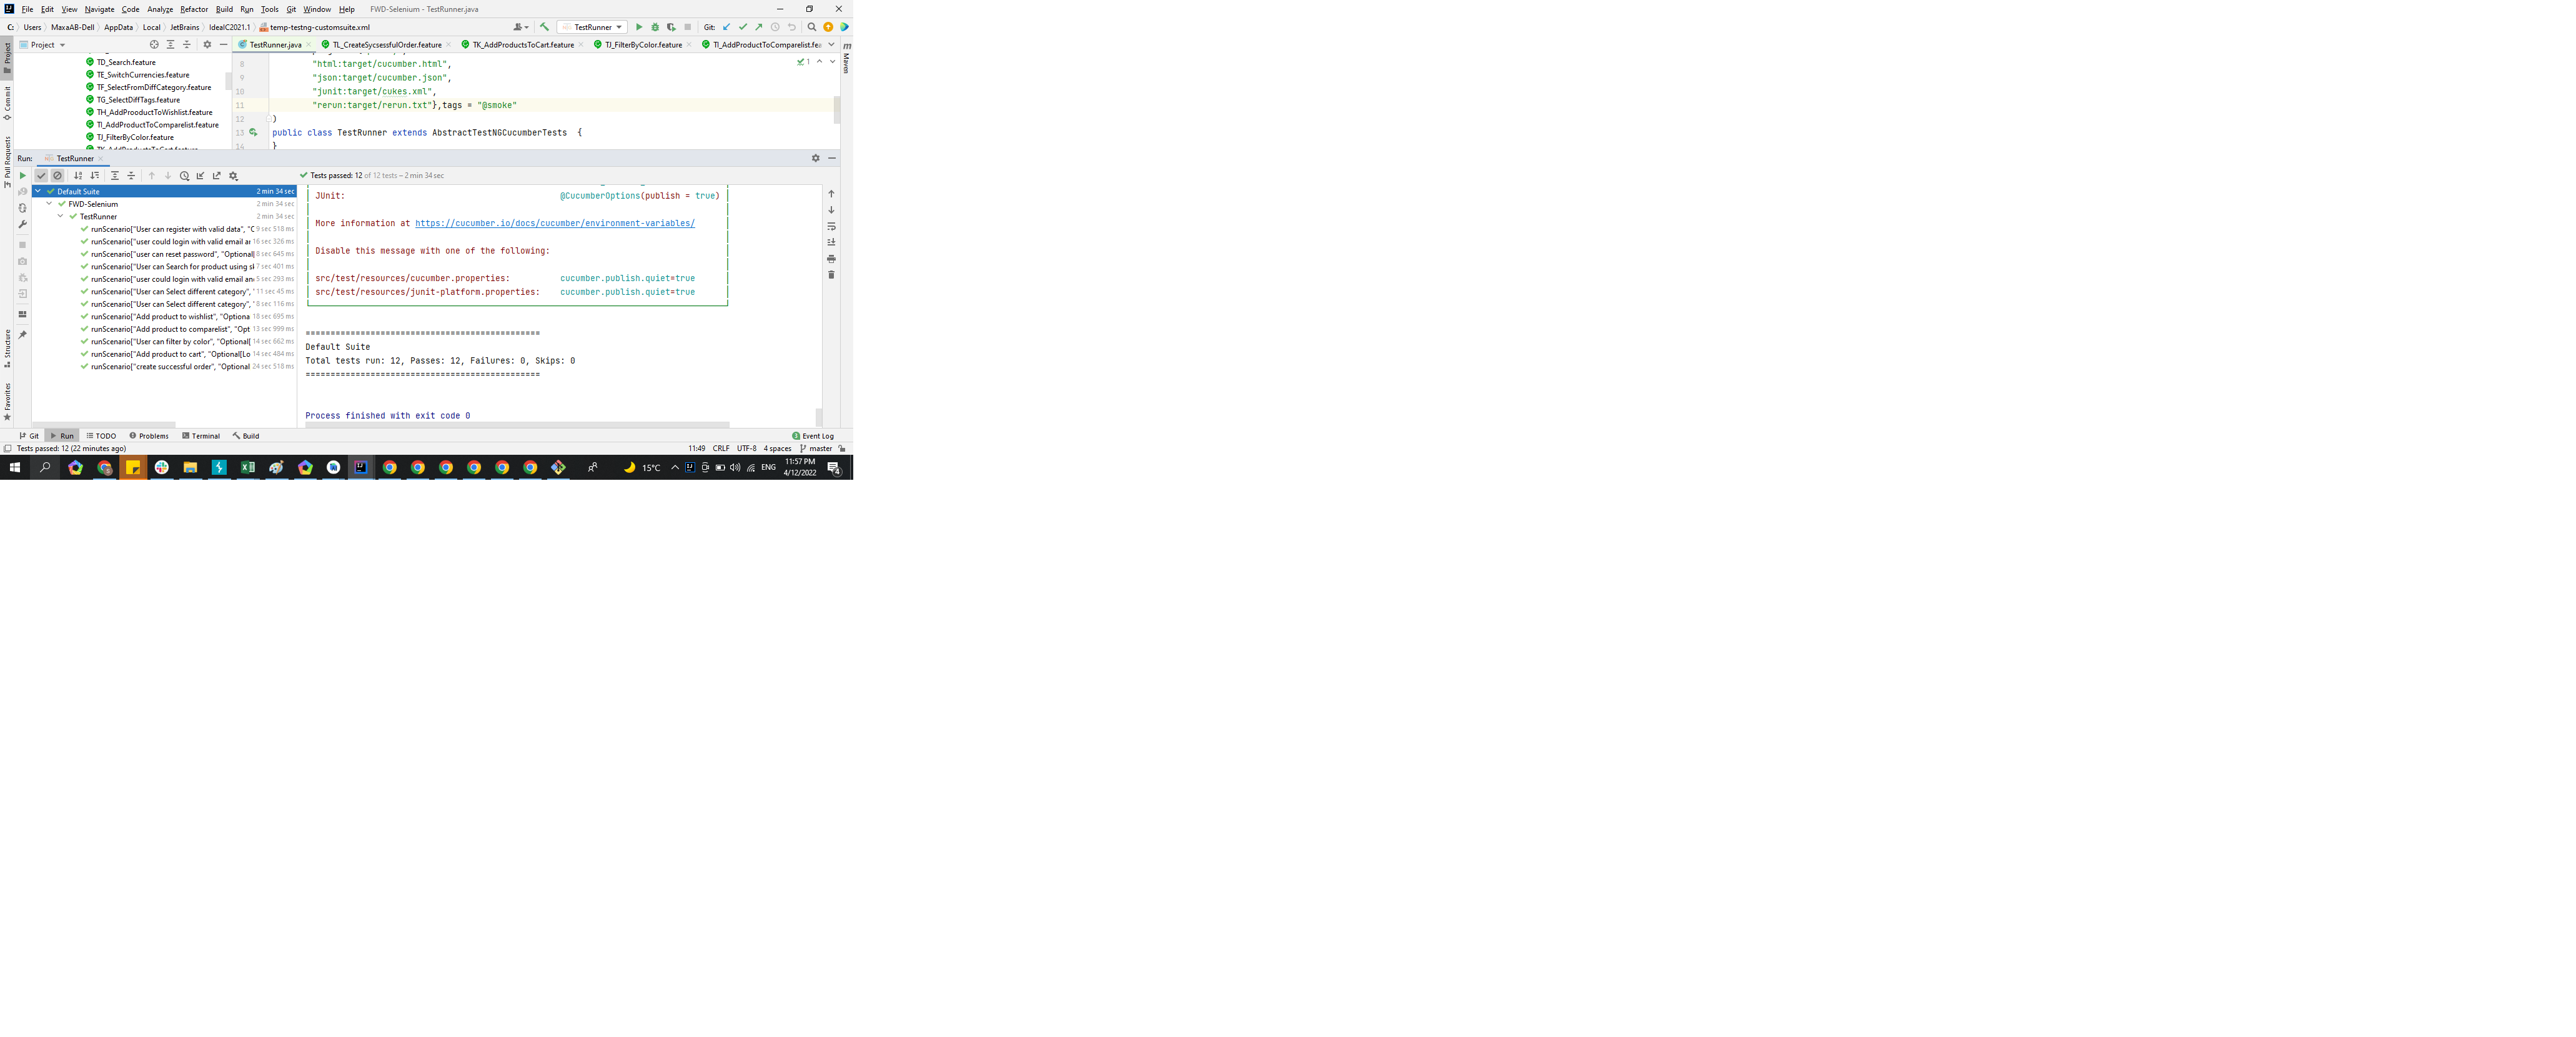 File Edit View Navigate Code Analyze Refactor Build Run Tools Git Window Help FWD-Selenium - TestRunner.java
C: Users MaxaAB-Dell AppData Local JetBrains IdeaIC2021.1 temp-testng-customsuite.xml TestRunner Git:
Project TestRunner.java TL_CreateSycsessfulOrder.feature TK_AddProductsToCart.feature TJ_FilterByColor.feature TI_AddProductToComparelist.fea
TD_Search.feature
TE_SwitchCurrencies.feature
TF_SelectFromDiffCategory.feature
TG_SelectDiffTags.feature
TH_AddProoductToWishlist.feature
TI_AddProductToComparelist.feature
TJ_FilterByColor.feature
TK_AddProductsToCart.feature
8 "html:target/cucumber.html",
9 "json:target/cucumber.json",
10 "junit:target/cukes.xml",
11 "rerun:target/rerun.txt"},tags = "@smoke"
12 )
13 public class TestRunner extends AbstractTestNGCucumberTests {
14 }
1
Project
Commit
Pull Requests
Structure
Favorites
Maven
Run: TestRunner
Tests passed: 12 of 12 tests – 2 min 34 sec
Default Suite 2 min 34 sec
FWD-Selenium 2 min 34 sec
TestRunner 2 min 34 sec
runScenario["User can register with valid data", "O 9 sec 518 ms
runScenario["user could login with valid email ar 16 sec 326 ms
runScenario["user can reset password", "Optional[ 8 sec 645 ms
runScenario["User can Search for product using sk 7 sec 401 ms
runScenario["user could login with valid email an 5 sec 293 ms
runScenario["User can Select different category", " 11 sec 45 ms
runScenario["User can Select different category", " 8 sec 116 ms
runScenario["Add product to wishlist", "Optiona 18 sec 695 ms
runScenario["Add product to comparelist", "Opt 13 sec 999 ms
runScenario["User can filter by color", "Optional[ 14 sec 662 ms
runScenario["Add product to cart", "Optional[Lo 14 sec 484 ms
runScenario["create successful order", "Optional 24 sec 518 ms
JUnit: @CucumberOptions(publish = true)
More information at https://cucumber.io/docs/cucumber/environment-variables/
Disable this message with one of the following:
src/test/resources/cucumber.properties: cucumber.publish.quiet=true
src/test/resources/junit-platform.properties: cucumber.publish.quiet=true
===============================================
Default Suite
Total tests run: 12, Passes: 12, Failures: 0, Skips: 0
===============================================
Process finished with exit code 0
Git Run TODO Problems Terminal Build 3 Event Log
Tests passed: 12 (22 minutes ago) 11:49 CRLF UTF-8 4 spaces master
15°C ENG 11:57 PM
4/12/2022 4